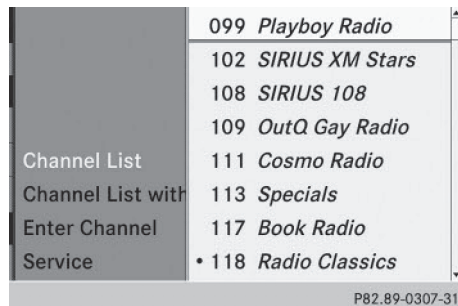 099 Playboy Radio
102 SIRIUS XM Stars
108 SIRIUS 108
109 OutQ Gay Radio
Channel List 111 Cosmo Radio
Channel List with 113 Specials
Enter Channel 117 Book Radio
Service • 118 Radio Classics
P82.89-0307-31